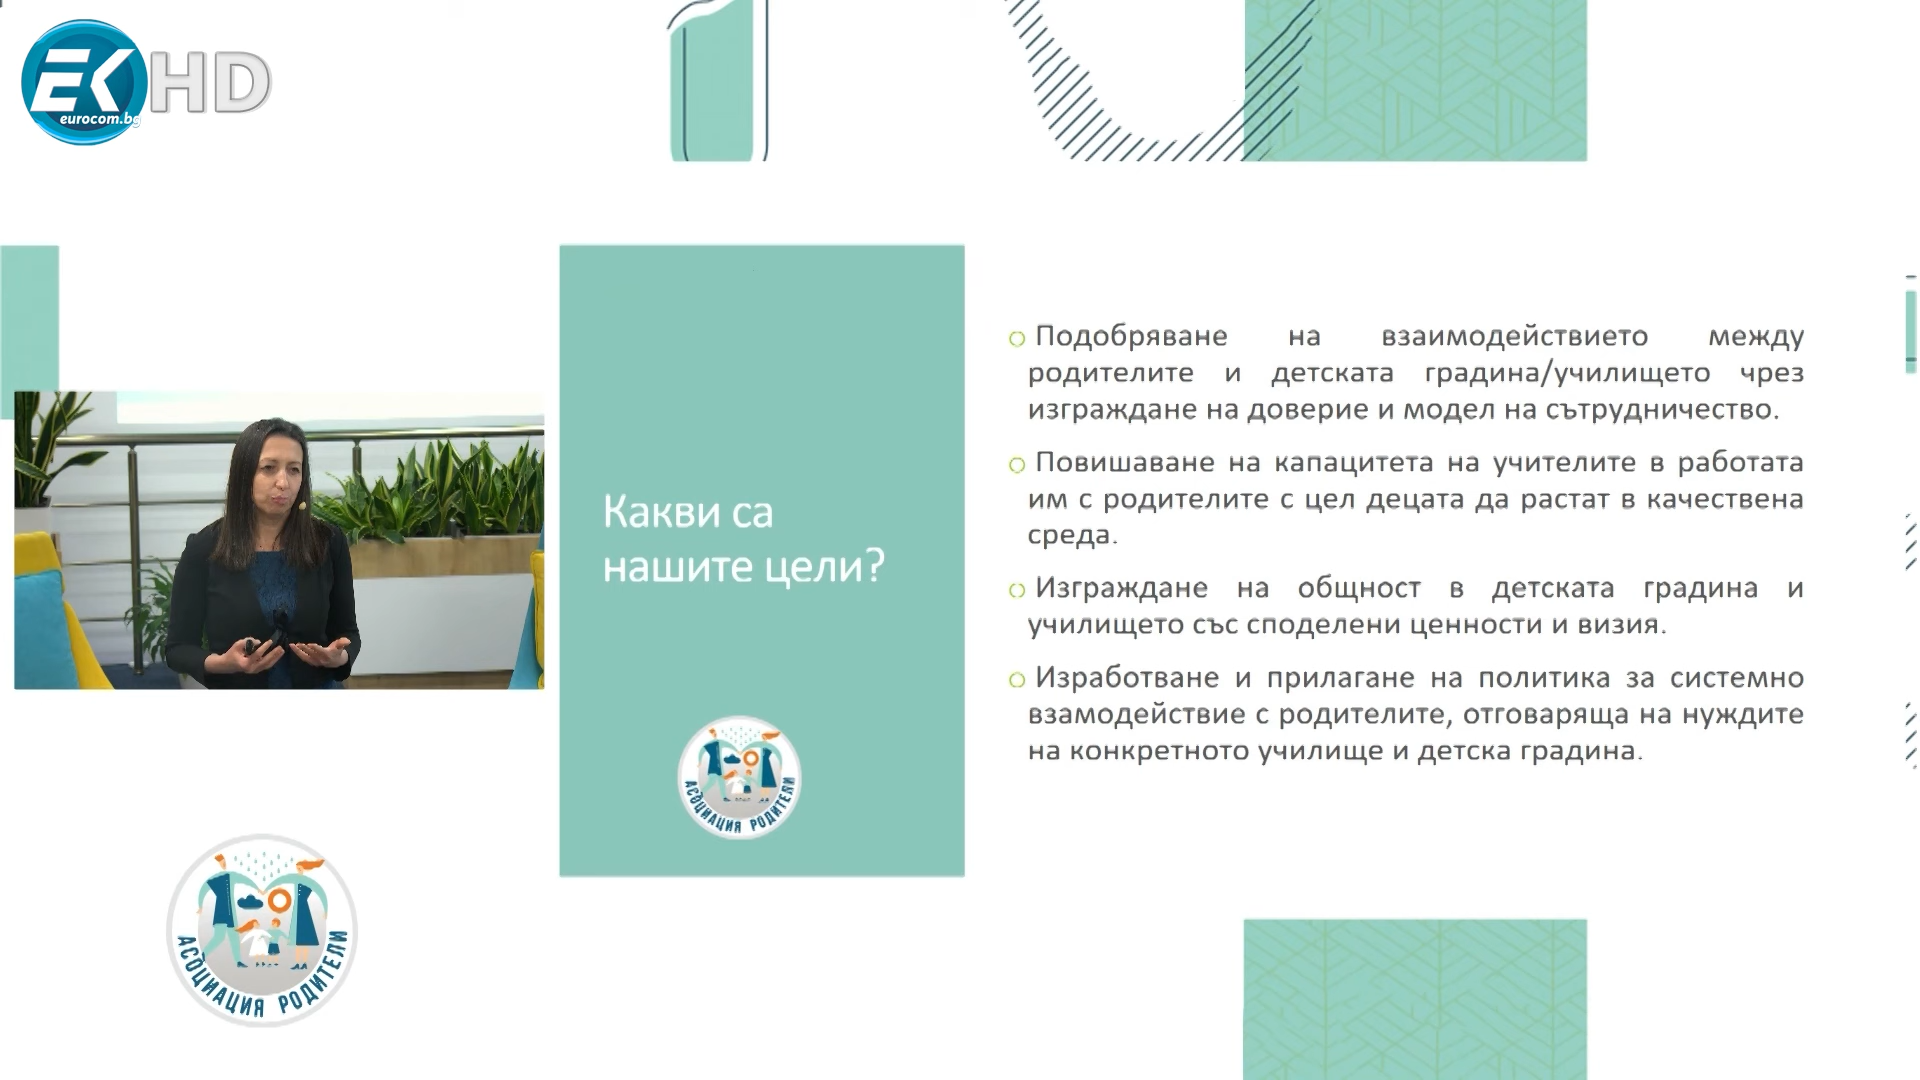 EK HD
eurocom.bg
Какви са
нашите цели?
АСОЦИАЦИЯ РОДИТЕЛИ
Подобряване на взаимодействието между
родителите и детската градина/училището чрез
изграждане на доверие и модел на сътрудничество.
Повишаване на капацитета на учителите в работата
им с родителите с цел децата да растат в качествена
среда.
Изграждане на общност в детската градина и
училището със споделени ценности и визия.
Изработване и прилагане на политика за системно
взамодействие с родителите, отговаряща на нуждите
на конкретното училище и детска градина.
АСОЦИАЦИЯ РОДИТЕЛИ